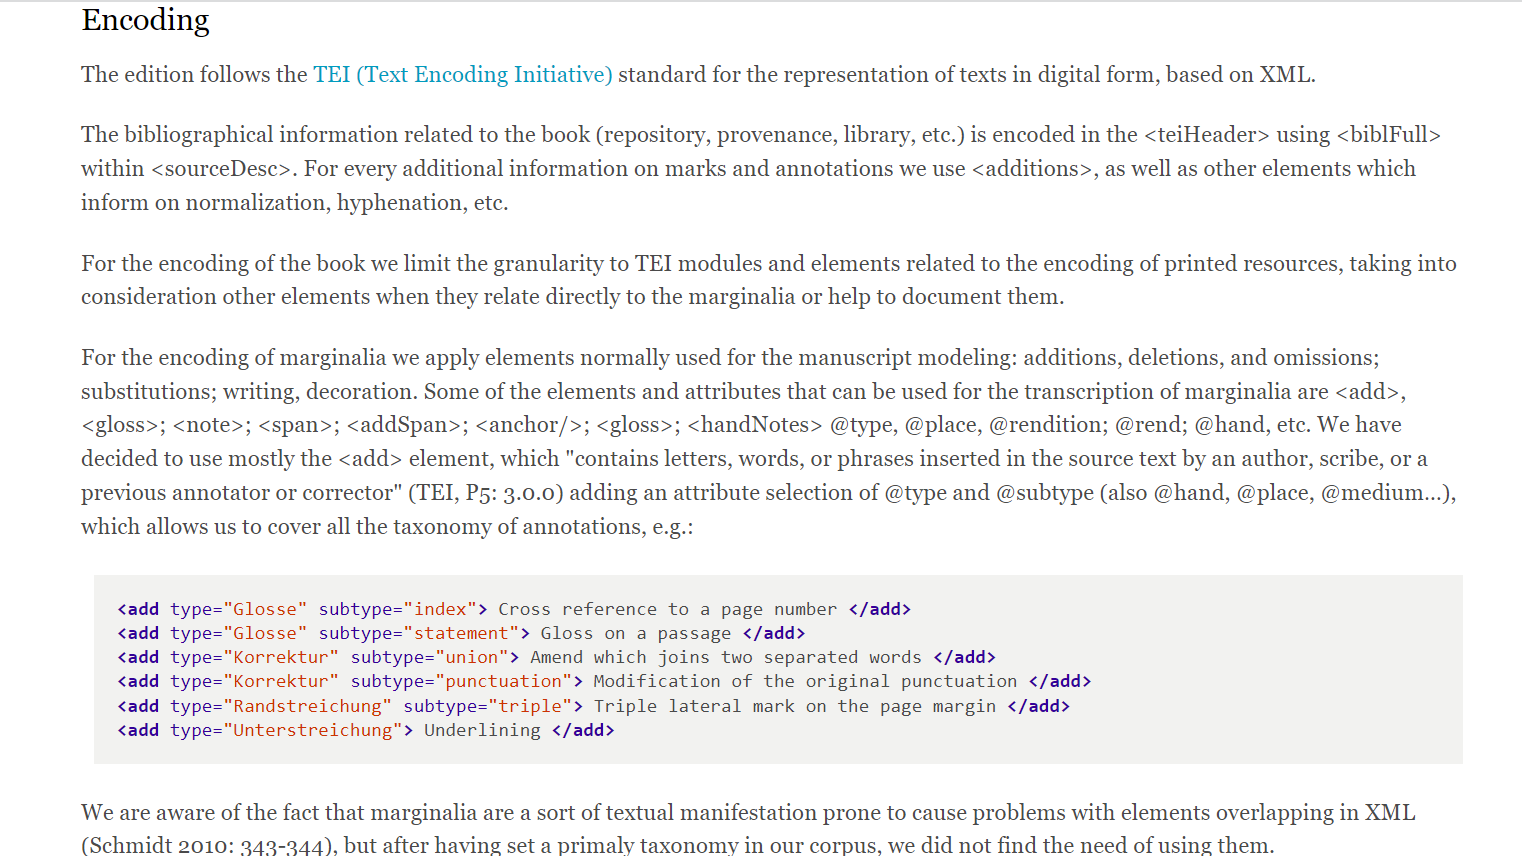 Encoding
The edition follows the TEI (Text Encoding Initiative) standard for the representation of texts in digital form, based on XML.
The bibliographical information related to the book (repository, provenance, library, etc.) is encoded in the <teiHeader> using <biblFull>
within <sourceDesc>. For every additional information on marks and annotations we use <additions>, as well as other elements which
inform on normalization, hyphenation, etc.
For the encoding of the book we limit the granularity to TEI modules and elements related to the encoding of printed resources, taking into
consideration other elements when they relate directly to the marginalia or help to document them.
For the encoding of marginalia we apply elements normally used for the manuscript modeling: additions, deletions, and omissions;
substitutions; writing, decoration. Some of the elements and attributes that can be used for the transcription of marginalia are <add>,
<gloss>; <note>; <span>; <addSpan>; <anchor/>; <gloss>; <handNotes> @type, @place, @rendition; @rend; @hand, etc. We have
decided to use mostly the <add> element, which "contains letters, words, or phrases inserted in the source text by an author, scribe, or a
previous annotator or corrector" (TEI, P5: 3.0.0) adding an attribute selection of @type and @subtype (also @hand, @place, @medium...),
which allows us to cover all the taxonomy of annotations, e.g.:
<add type="Glosse" subtype="index"> Cross reference to a page number </add>
<add type="Glosse" subtype="statement"> Gloss on a passage </add>
<add type="Korrektur" subtype="union"> Amend which joins two separated words </add>
<add type="Korrektur" subtype="punctuation"> Modification of the original punctuation </add>
<add type="Randstreichung" subtype="triple"> Triple lateral mark on the page margin </add>
<add type="Unterstreichung"> Underlining </add>
We are aware of the fact that marginalia are a sort of textual manifestation prone to cause problems with elements overlapping in XML
(Schmidt 2010: 343-344), but after having set a primaly taxonomy in our corpus, we did not find the need of using them.